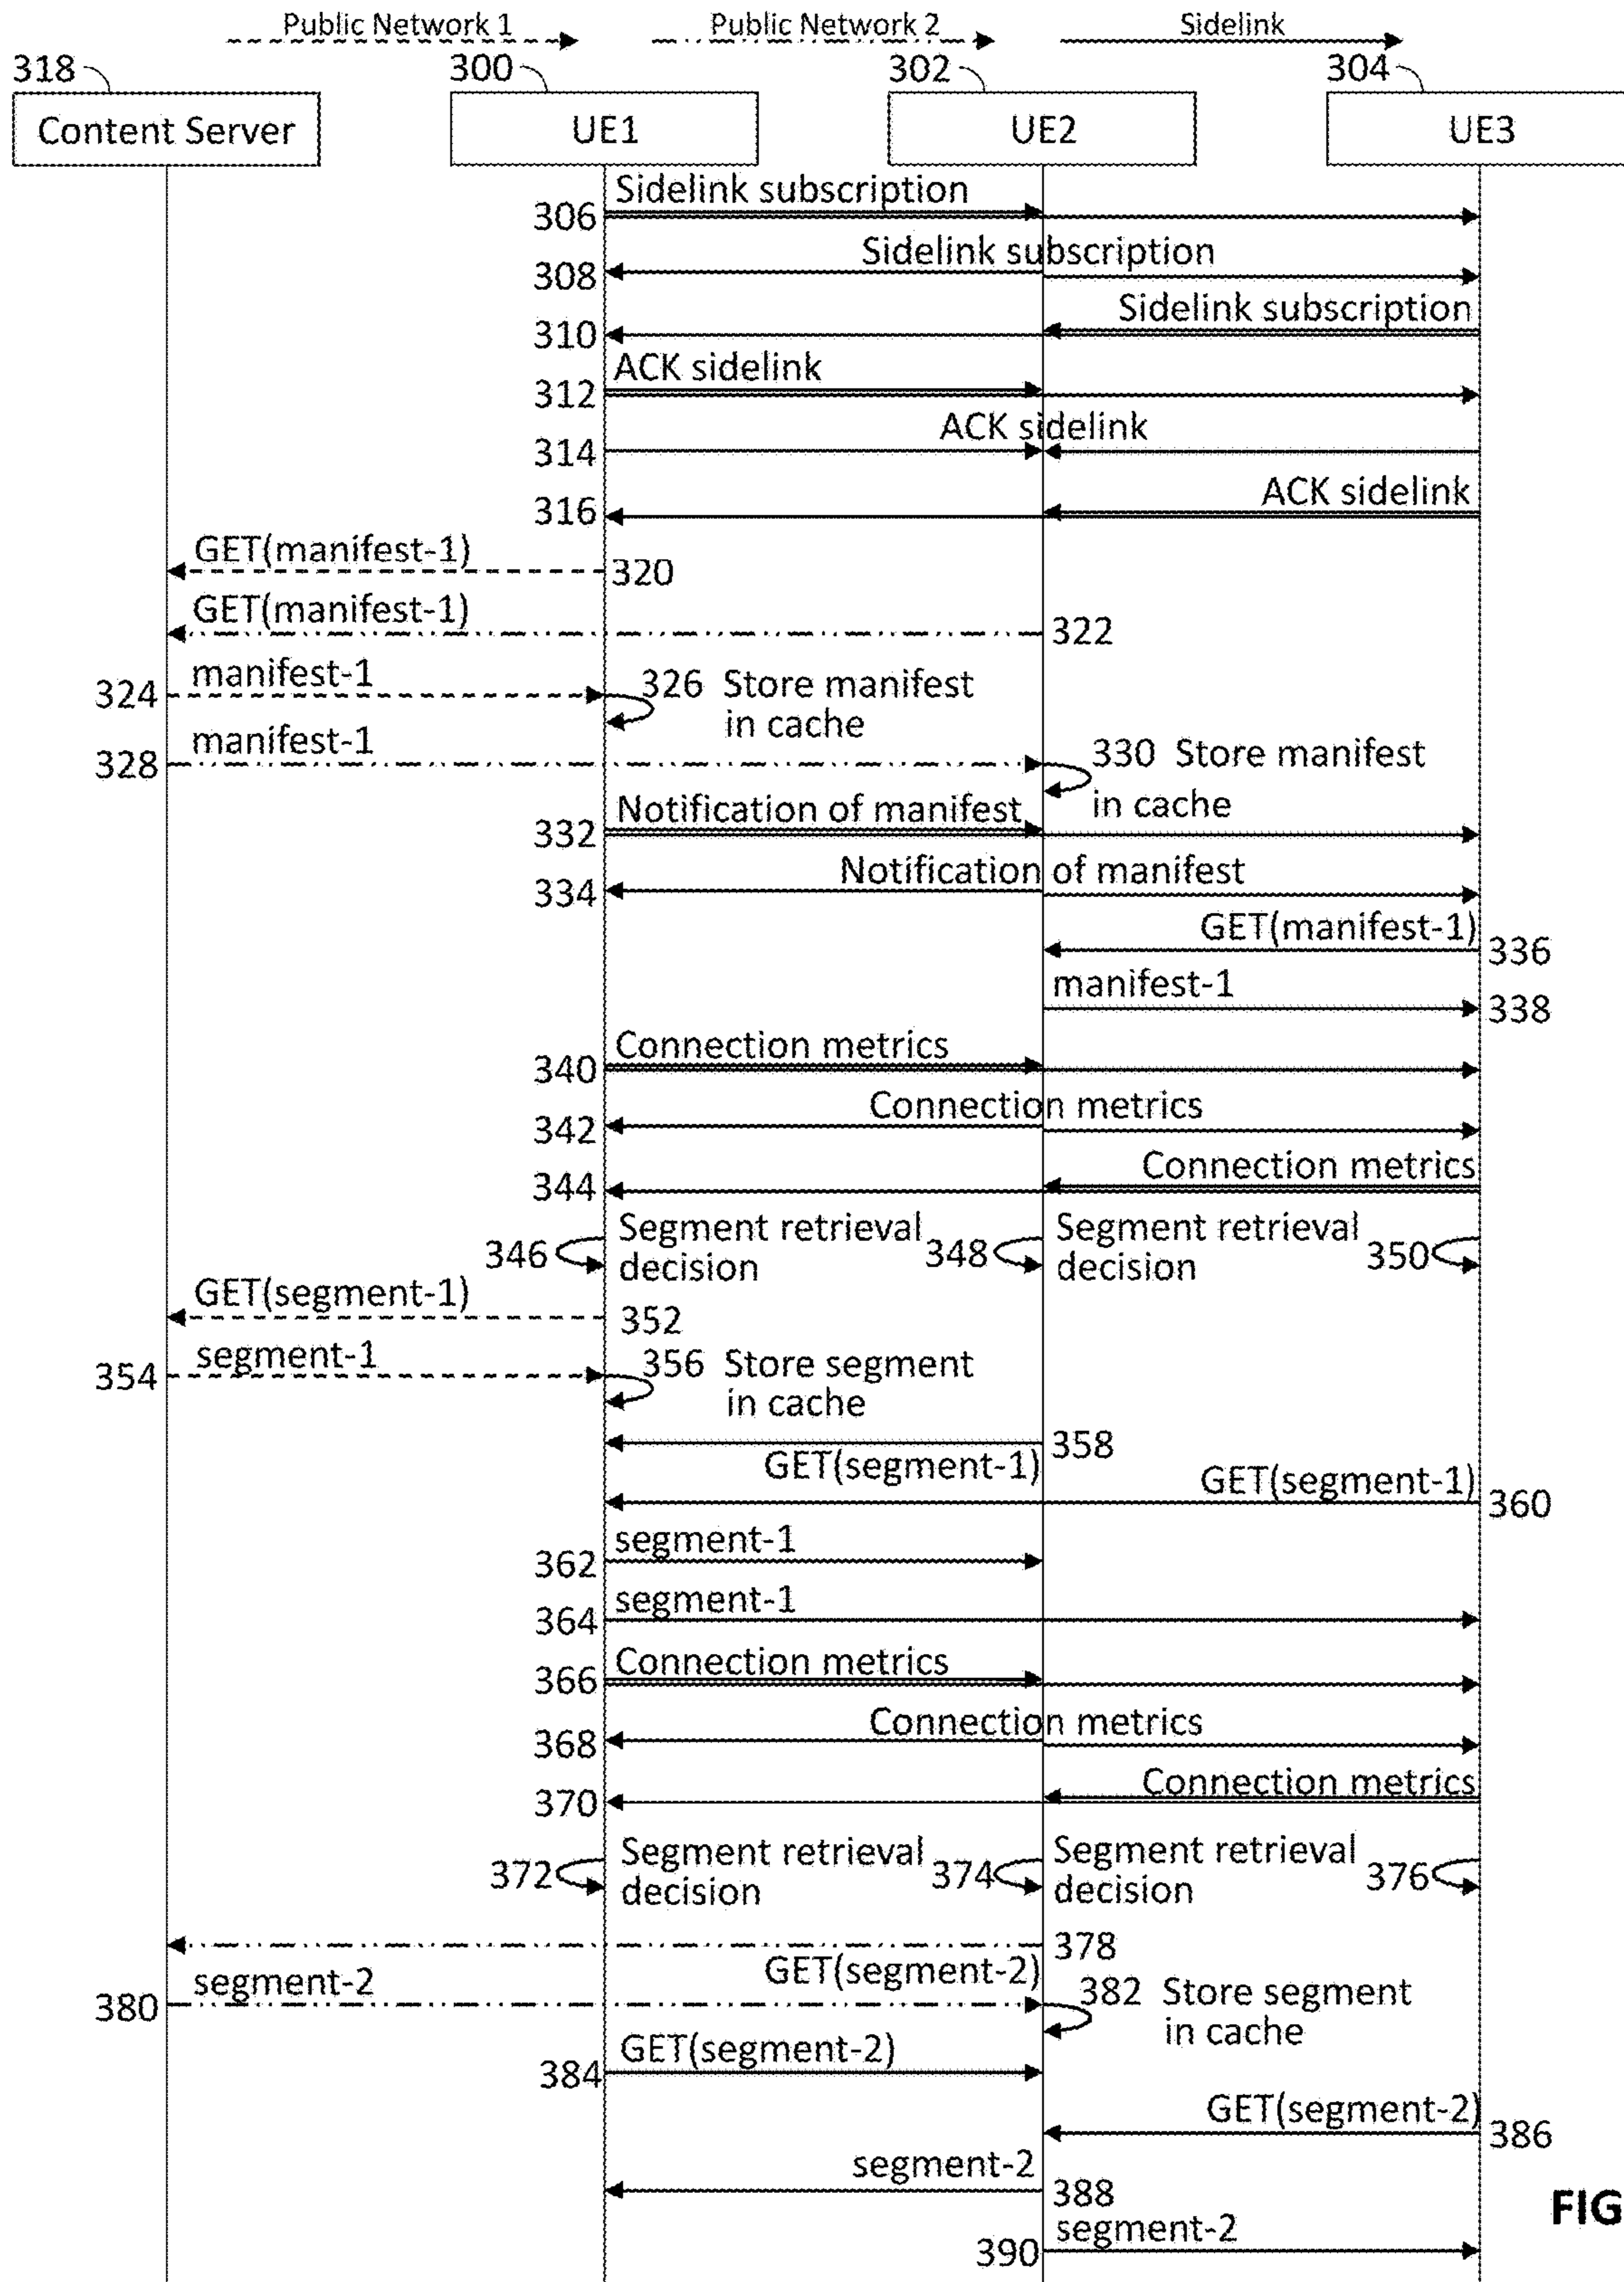 Public Network 1 Public Network 2 Sidelink
318 300 302 304
Content Server UE1 UE2 UE3
Sidelink subscription
306
Sidelink subscription
308
Sidelink subscription
310
ACK sidelink
312
ACK sidelink
314
ACK sidelink
316
GET(manifest-1)
320
GET(manifest-1)
322
manifest-1
324
326 Store manifest
in cache
manifest-1
328
330 Store manifest
in cache
Notification of manifest
332
Notification of manifest
334
GET(manifest-1)
336
manifest-1
338
Connection metrics
340
Connection metrics
342
Connection metrics
344
346 Segment retrieval
decision
348 Segment retrieval
decision
350
GET(segment-1)
352
segment-1
354
356 Store segment
in cache
358
GET(segment-1)
GET(segment-1)
360
segment-1
362
segment-1
364
Connection metrics
366
Connection metrics
368
Connection metrics
370
372 Segment retrieval
decision
374 Segment retrieval
decision
376
378
GET(segment-2)
segment-2
380
382 Store segment
in cache
GET(segment-2)
384
GET(segment-2)
386
segment-2
388
segment-2
390
FIG